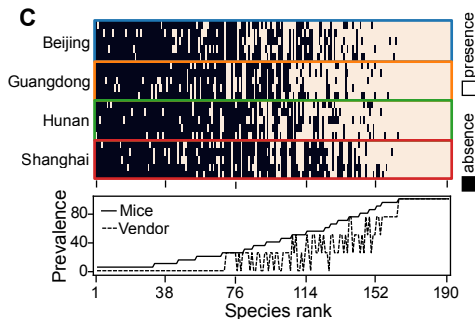 C
Beijing
Guangdong
Hunan
Shanghai
absence presence
Prevalence
80
40
0
Mice
Vendor
1 38 76 114 152 190
Species rank